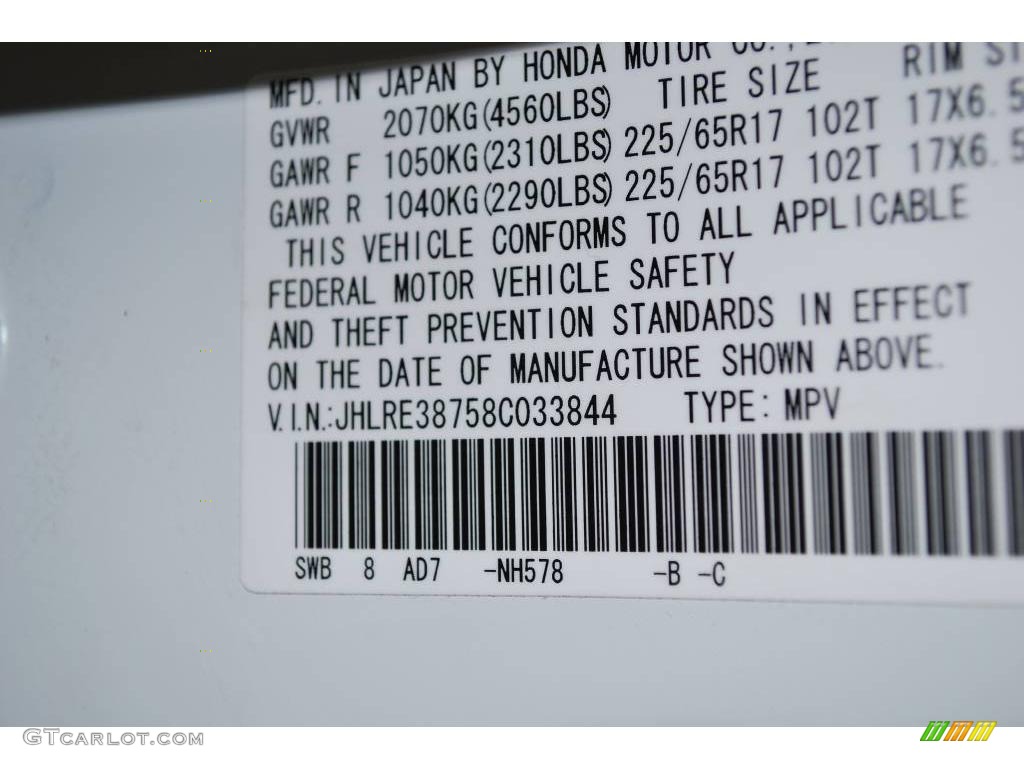 MFD. IN JAPAN BY HONDA MOTOR CO.,
GVWR 2070KG(4560LBS) TIRE SIZE RIM
GAWR F 1050KG(2310LBS) 225/65R17 102T 17X6.5
GAWR R 1040KG(2290LBS) 225/65R17 102T 17X6.5
THIS VEHICLE CONFORMS TO ALL APPLICABLE
FEDERAL MOTOR VEHICLE SAFETY
AND THEFT PREVENTION STANDARDS IN EFFECT
ON THE DATE OF MANUFACTURE SHOWN ABOVE.
V.I.N.:JHLRE38758C033844 TYPE: MPV
SWB 8 AD7 -NH578 -B -C
GTCARLOT.COM